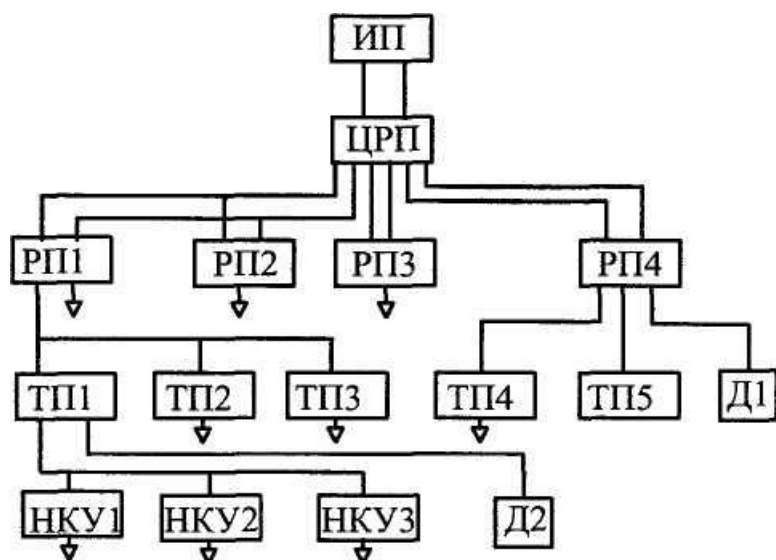 ИП
ЦРП
РП1 РП2 РП3 РП4
ТП1 ТП2 ТП3 ТП4 ТП5 Д1
НКУ1 НКУ2 НКУ3 Д2